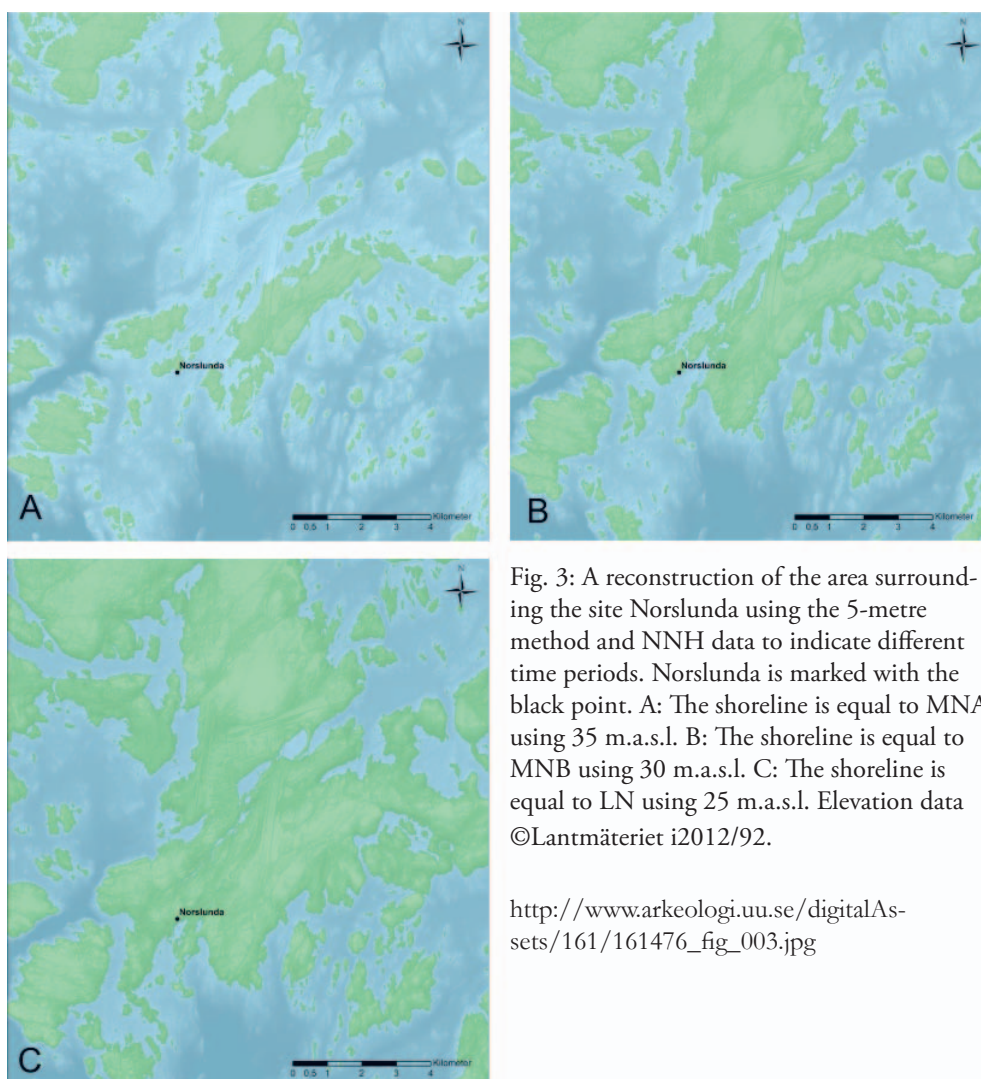 N
Norslunda
A
Kilometer
0 0.5 1 2 3 4
N
Norslunda
B
Kilometer
0 0.5 1 2 3 4
N
Norslunda
C
Kilometer
0 0.5 1 2 3 4
Fig. 3: A reconstruction of the area surround-
ing the site Norslunda using the 5-metre
method and NNH data to indicate different
time periods. Norslunda is marked with the
black point. A: The shoreline is equal to MNA
using 35 m.a.s.l. B: The shoreline is equal to
MNB using 30 m.a.s.l. C: The shoreline is
equal to LN using 25 m.a.s.l. Elevation data
©Lantmäteriet i2012/92.
http://www.arkeologi.uu.se/digitalAs-
sets/161/161476_fig_003.jpg